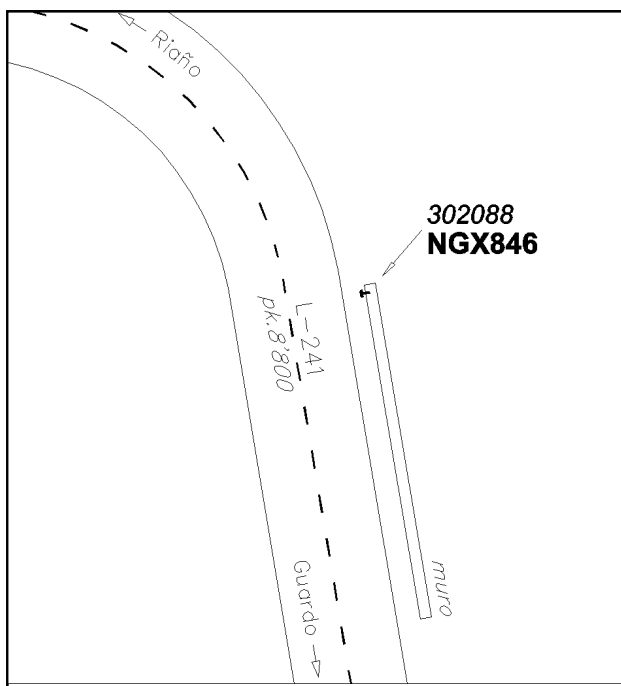 ← Riaño
302088
NGX846
L-241
pk.8'800
Guardo →
muro